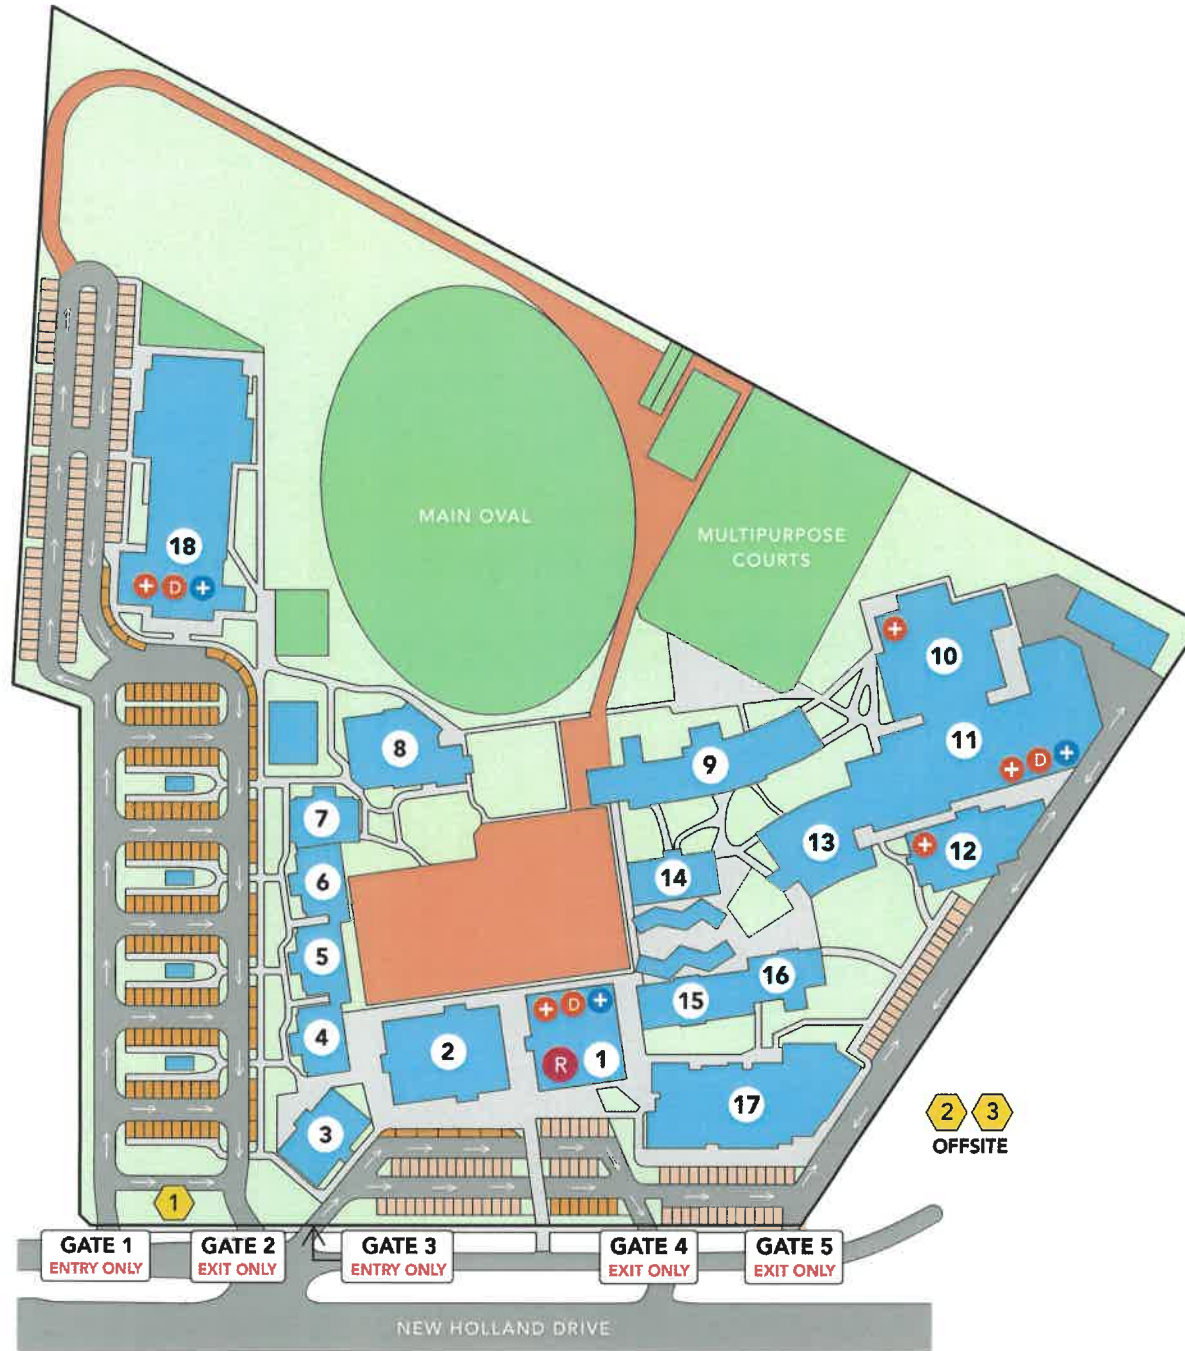 MAIN OVAL
MULTIPURPOSE
COURTS
18
+ D +
+
10
11
+ D +
8
9
7
13
+
12
6
14
5
16
15
+ D +
4
2
R
1
17
3
2
3
OFFSITE
1
GATE 1
ENTRY ONLY
GATE 2
EXIT ONLY
GATE 3
ENTRY ONLY
GATE 4
EXIT ONLY
GATE 5
EXIT ONLY
NEW HOLLAND DRIVE